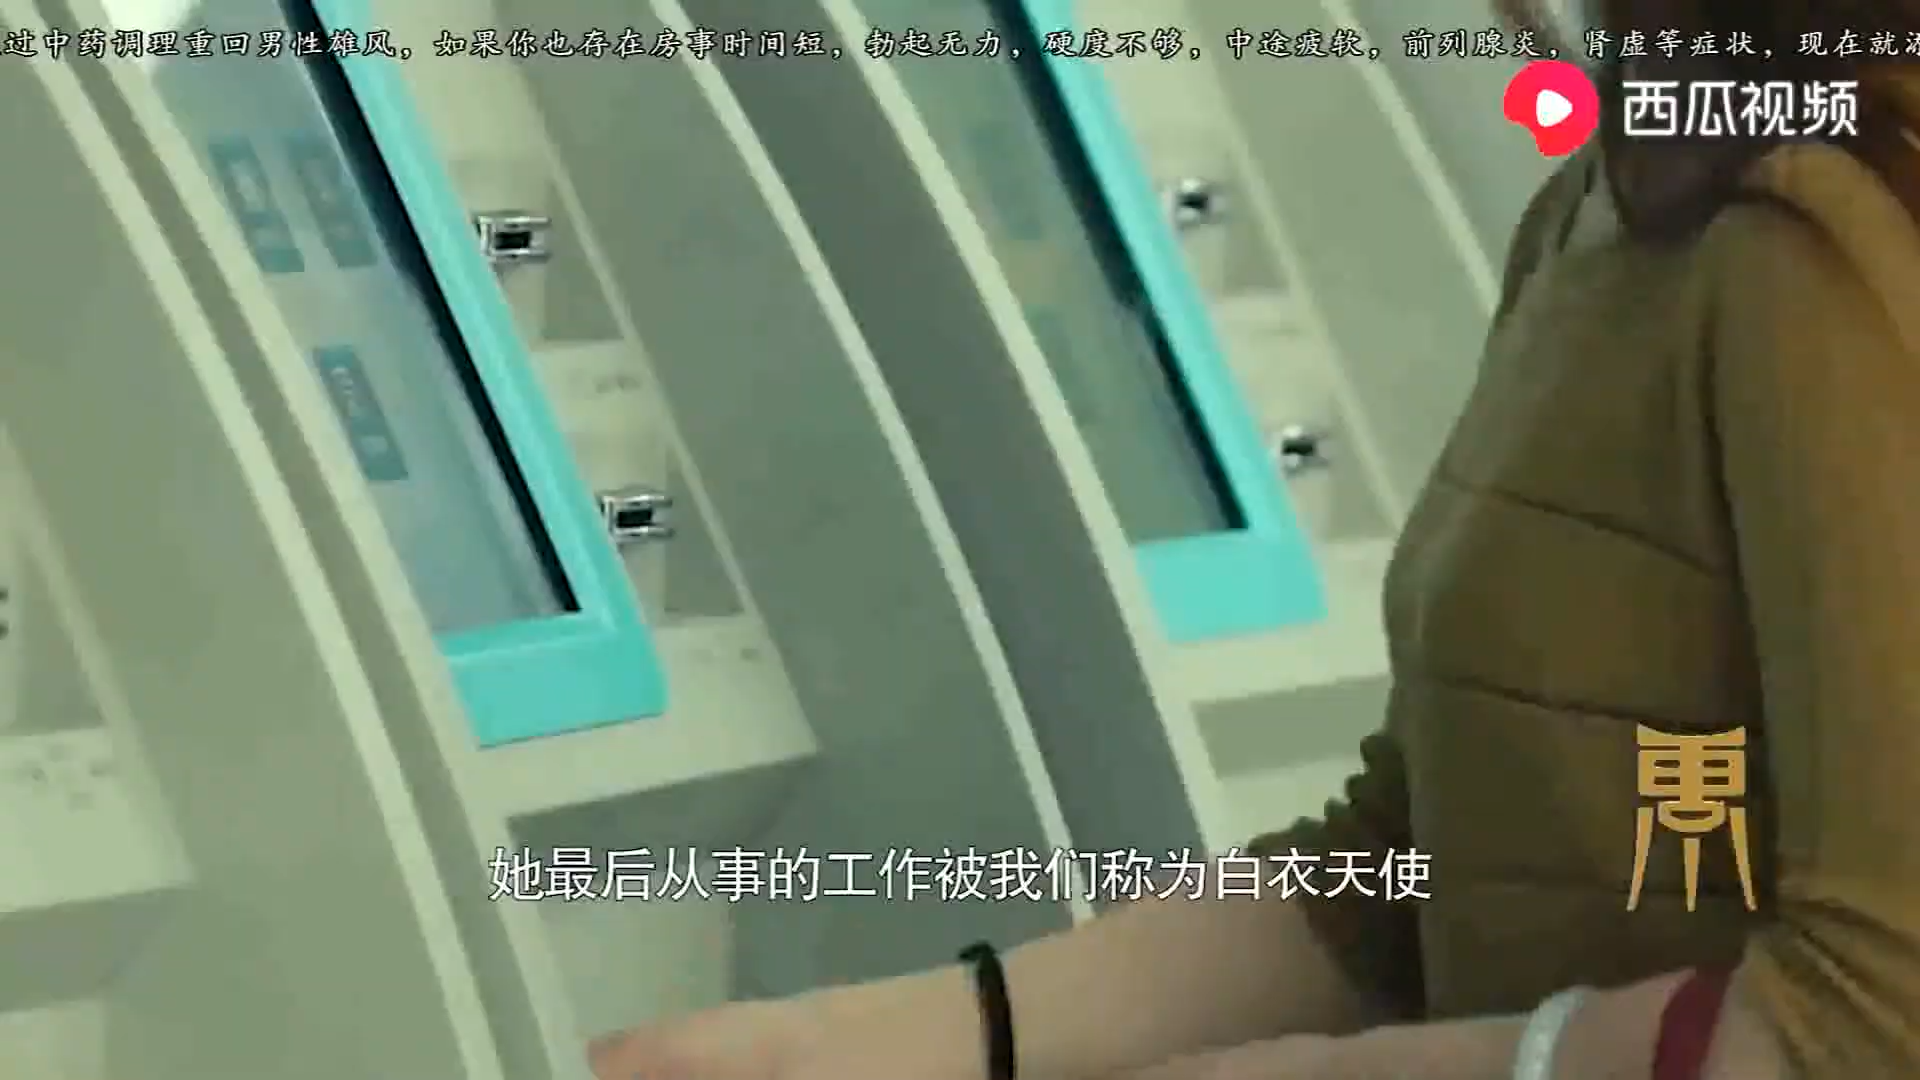 过中药调理重回男性雄风，如果你也存在房事时间短，勃起无力，硬度不够，中途疲软，前列腺炎，肾虚等症状，现在就添
西瓜视频
她最后从事的工作被我们称为白衣天使